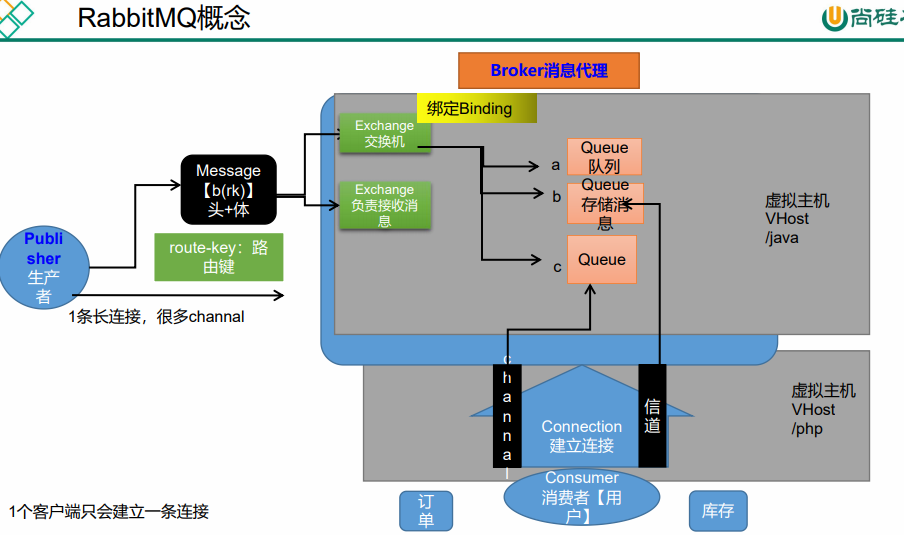 RabbitMQ概念
尚硅
Broker消息代理
绑定Binding
Exchange
交换机
Exchange
负责接收消
息
Message
【b(rk)】
头+体
route-key：路
由键
Publi
sher
生产
者
1条长连接，很多channal
a
b
c
Queue
队列
Queue
存储消
息
Queue
虚拟主机
VHost
/java
虚拟主机
VHost
/php
c
h
a
n
n
a
l
信
道
Connection
建立连接
Consumer
消费者【用
户】
订
单
库存
1个客户端只会建立一条连接